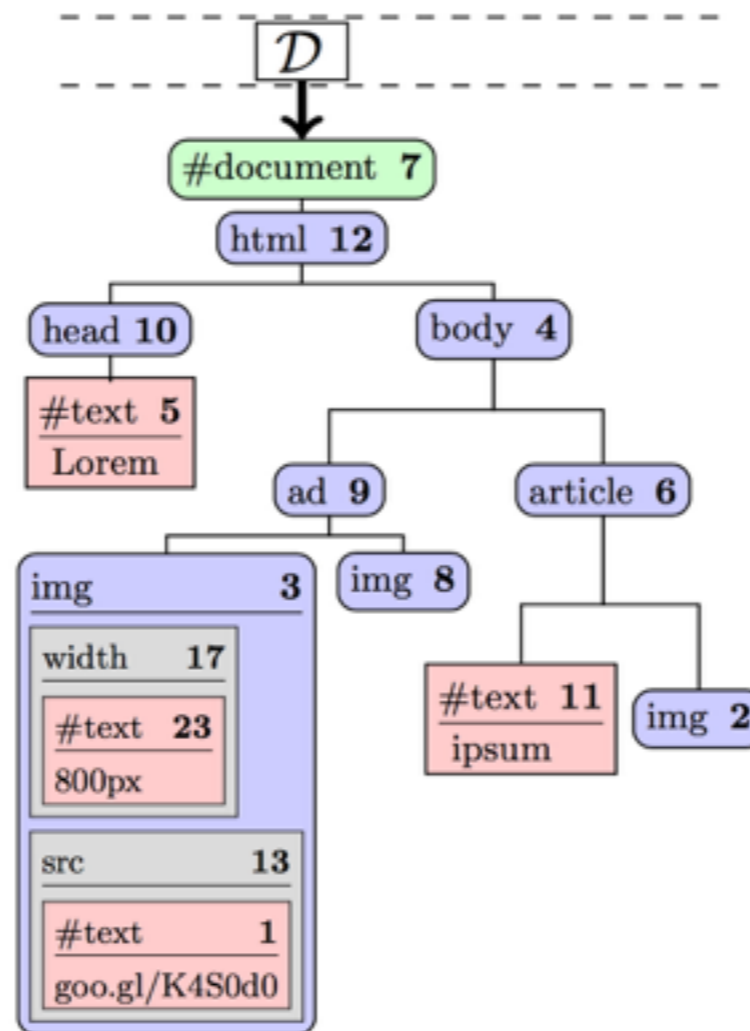 𝒟
#document 7
html 12
head 10
body 4
#text 5
Lorem
ad 9
article 6
img 3
img 8
width 17
#text 23
800px
src 13
#text 1
goo.gl/K4S0d0
#text 11
ipsum
img 2